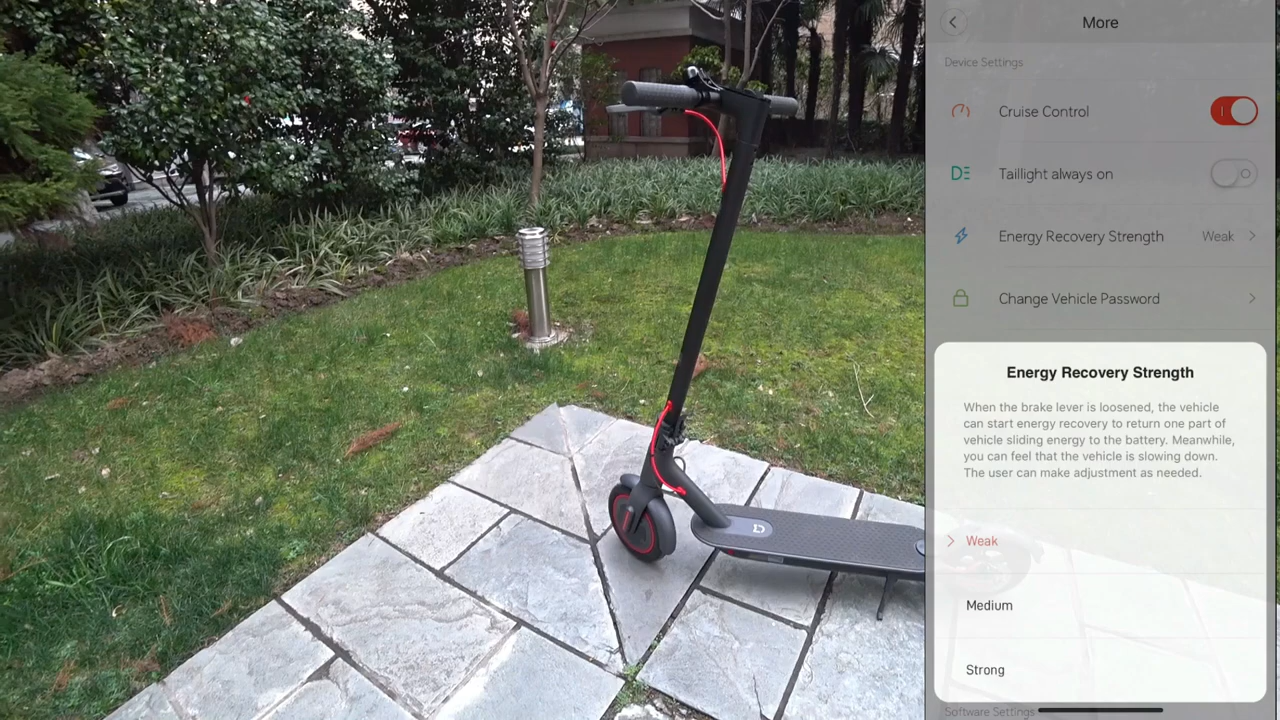 More
Device Settings
Cruise Control
Taillight always on
Energy Recovery Strength Weak
Change Vehicle Password
Energy Recovery Strength
When the brake lever is loosened, the vehicle
can start energy recovery to return one part of
vehicle sliding energy to the battery. Meanwhile,
you can feel that the vehicle is slowing down.
The user can make adjustment as needed.
Weak
Medium
Strong
Software Settings